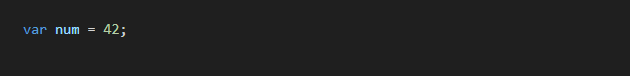 var num = 42;